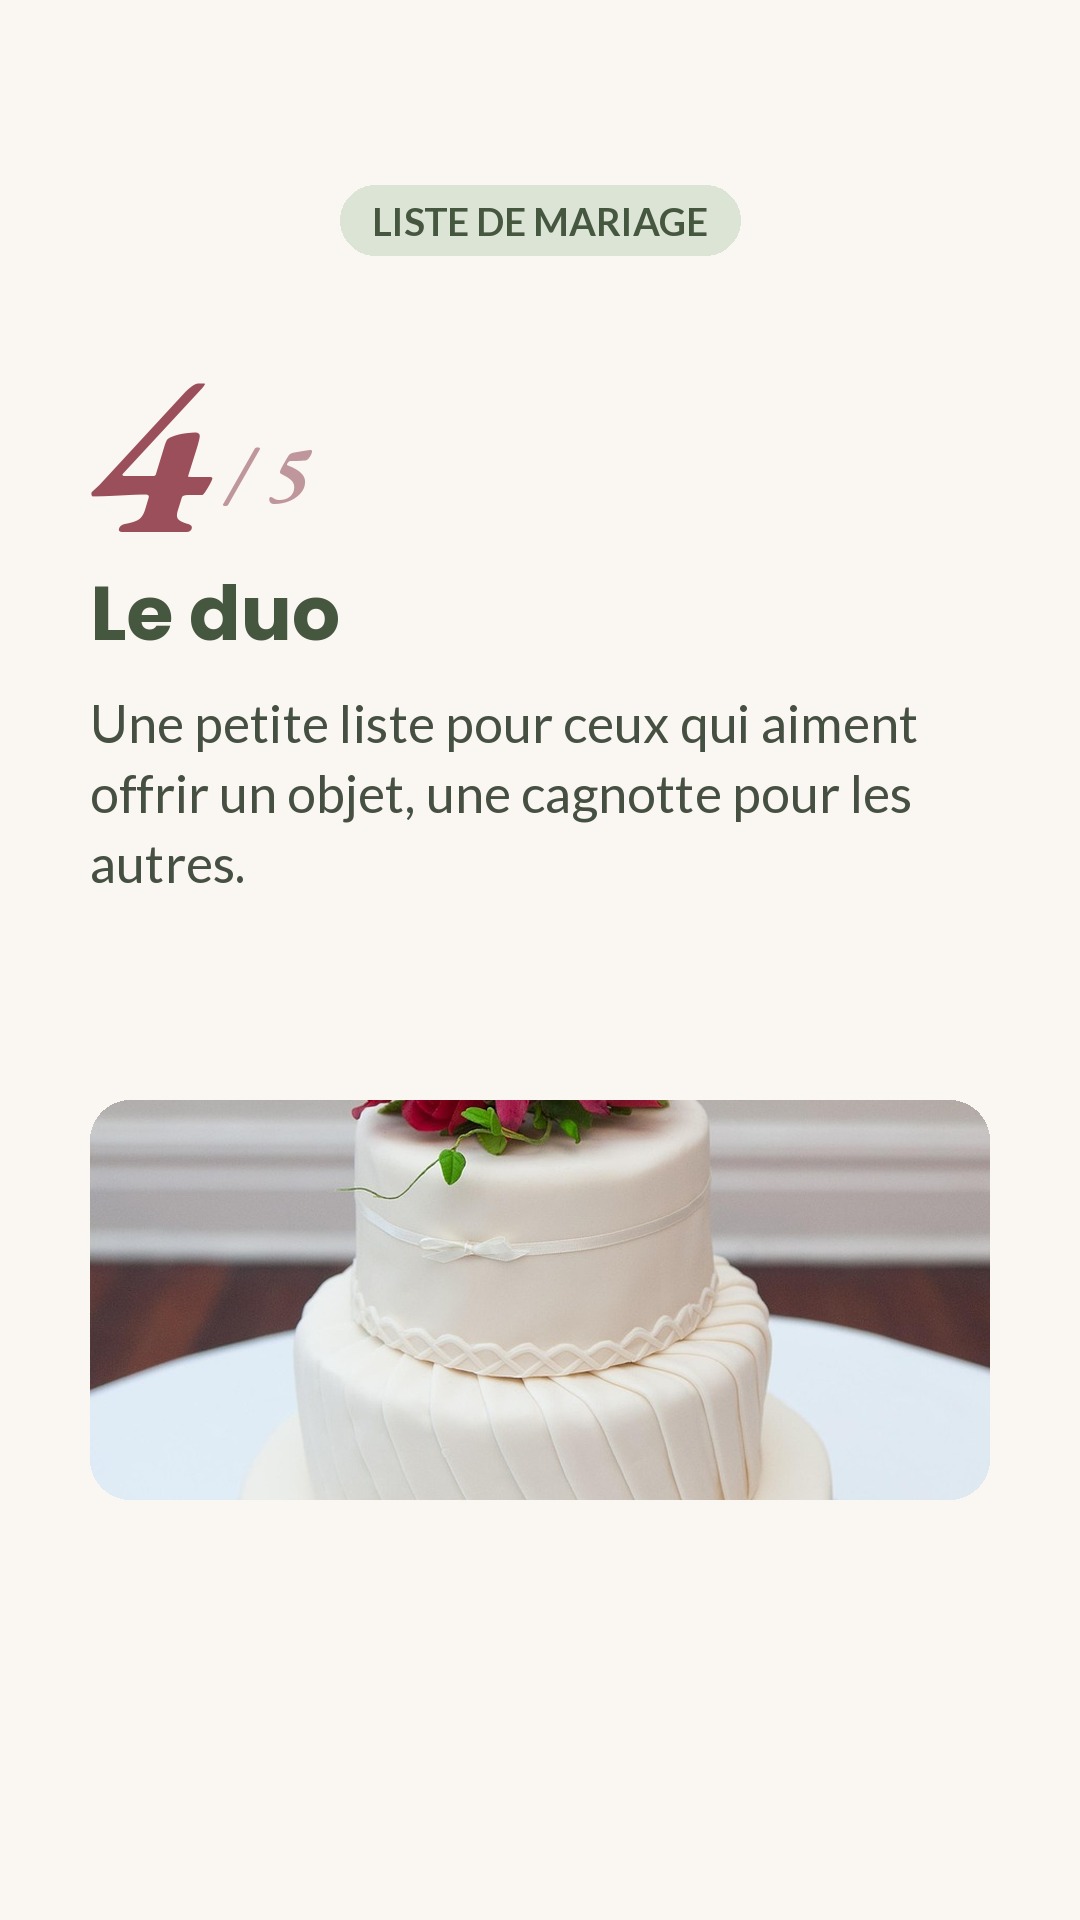 LISTE DE MARIAGE
4 / 5
Le duo
Une petite liste pour ceux qui aiment
offrir un objet, une cagnotte pour les
autres.